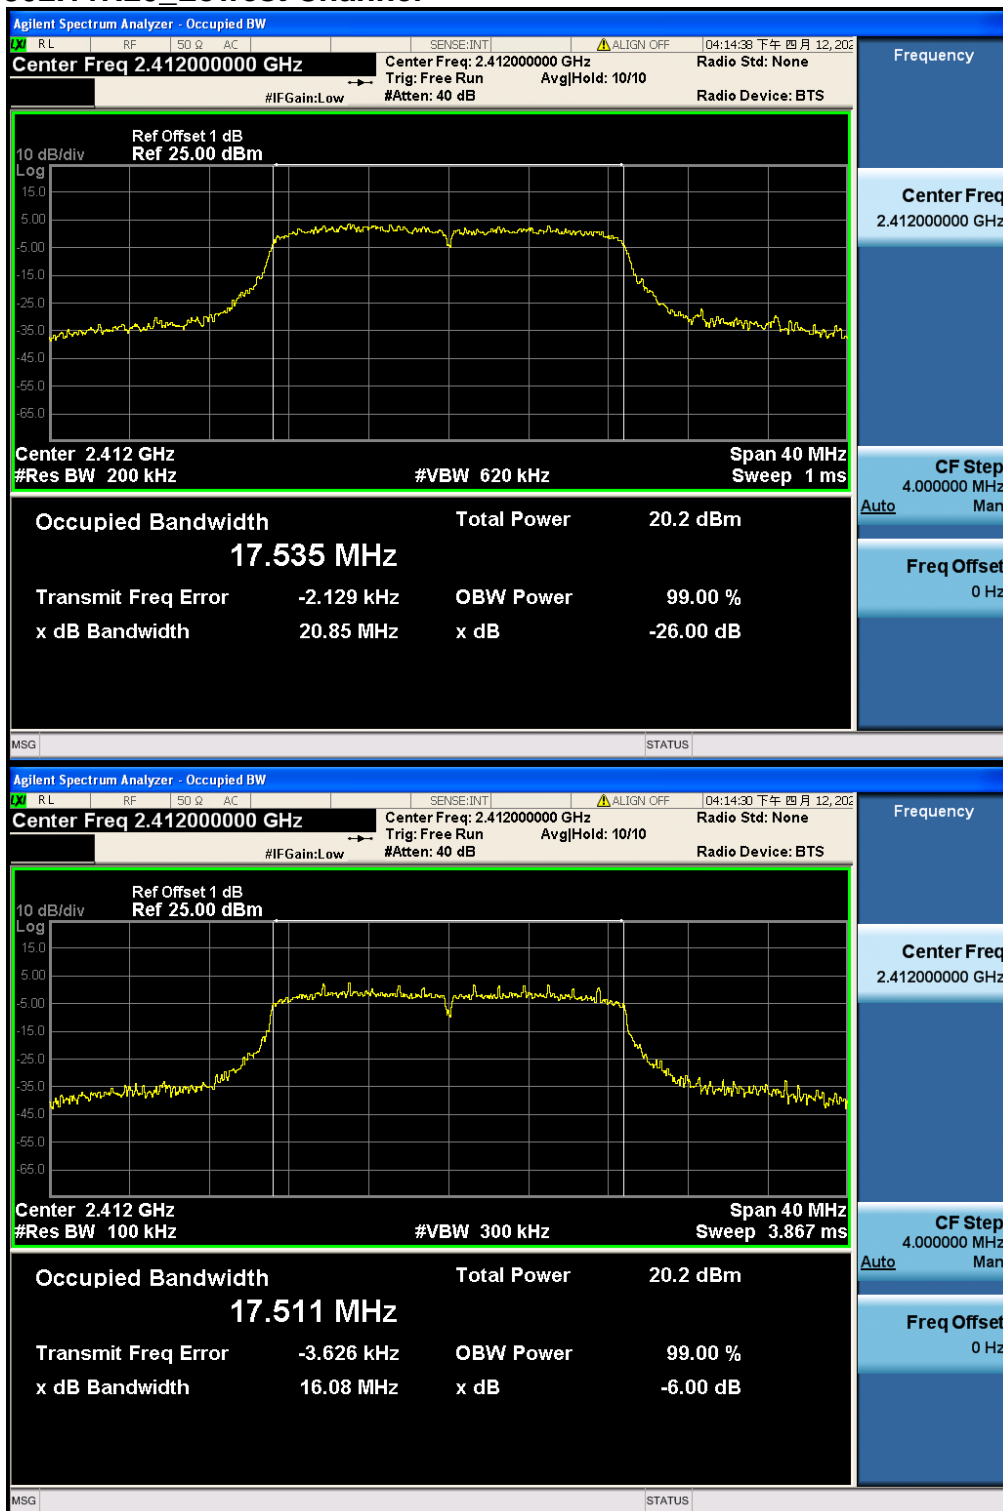 Agilent Spectrum Analyzer - Occupied BW
LXI RL RF 50 Ω AC SENSE:INT ALIGN OFF 04:14:38 下午 四月 12, 202
Center Freq 2.412000000 GHz
Center Freq: 2.412000000 GHz Radio Std: None
Trig: Free Run Avg|Hold: 10/10
#IFGain:Low #Atten: 40 dB Radio Device: BTS
Frequency
Ref Offset 1 dB
10 dB/div Ref 25.00 dBm
Log
15.0
5.00
-5.00
-15.0
-25.0
-35.0
-45.0
-55.0
-65.0
Center 2.412 GHz Span 40 MHz
#Res BW 200 kHz #VBW 620 kHz Sweep 1 ms
Center Freq
2.412000000 GHz
CF Step
4.000000 MHz
Auto Man
Freq Offset
0 Hz
Occupied Bandwidth Total Power 20.2 dBm
17.535 MHz
Transmit Freq Error -2.129 kHz OBW Power 99.00 %
x dB Bandwidth 20.85 MHz x dB -26.00 dB
MSG STATUS
Agilent Spectrum Analyzer - Occupied BW
LXI RL RF 50 Ω AC SENSE:INT ALIGN OFF 04:14:30 下午 四月 12, 202
Center Freq 2.412000000 GHz
Center Freq: 2.412000000 GHz Radio Std: None
Trig: Free Run Avg|Hold: 10/10
#IFGain:Low #Atten: 40 dB Radio Device: BTS
Frequency
Ref Offset 1 dB
10 dB/div Ref 25.00 dBm
Log
15.0
5.00
-5.00
-15.0
-25.0
-35.0
-45.0
-55.0
-65.0
Center 2.412 GHz Span 40 MHz
#Res BW 100 kHz #VBW 300 kHz Sweep 3.867 ms
Center Freq
2.412000000 GHz
CF Step
4.000000 MHz
Auto Man
Freq Offset
0 Hz
Occupied Bandwidth Total Power 20.2 dBm
17.511 MHz
Transmit Freq Error -3.626 kHz OBW Power 99.00 %
x dB Bandwidth 16.08 MHz x dB -6.00 dB
MSG STATUS